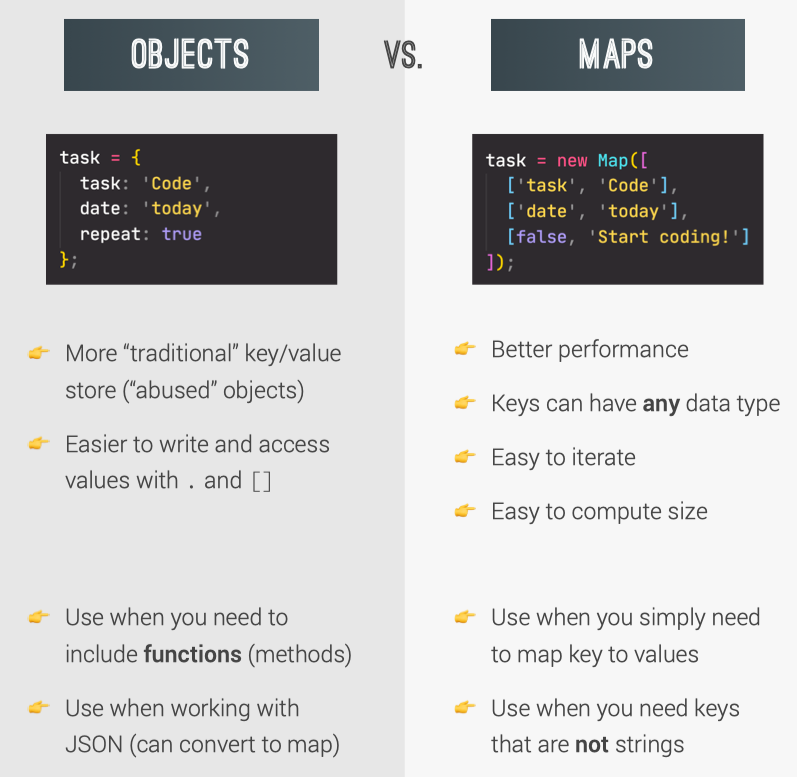 OBJECTS
VS.
MAPS
task = {
  task: 'Code',
  date: 'today',
  repeat: true
};
More “traditional” key/value
store (“abused” objects)
Easier to write and access
values with . and []
Use when you need to
include functions (methods)
Use when working with
JSON (can convert to map)
task = new Map([
  ['task', 'Code'],
  ['date', 'today'],
  [false, 'Start coding!']
]);
Better performance
Keys can have any data type
Easy to iterate
Easy to compute size
Use when you simply need
to map key to values
Use when you need keys
that are not strings